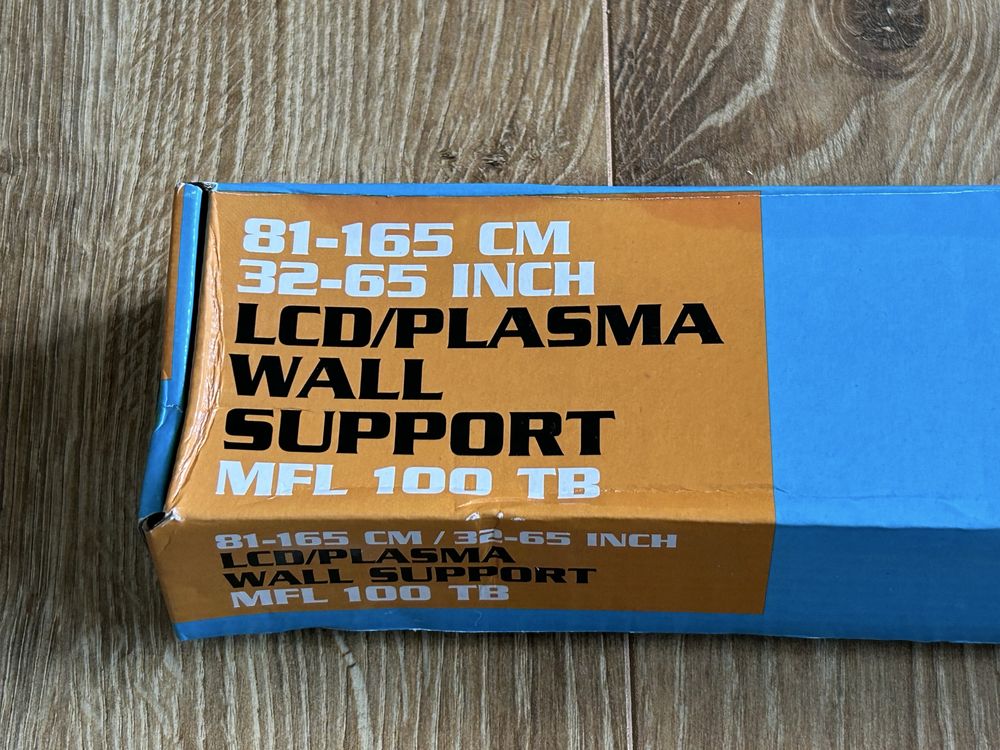 81-165 CM
32-65 INCH
LCD/PLASMA
WALL
SUPPORT
MFL 100 TB
81-165 CM / 32-65 INCH
LCD/PLASMA
WALL SUPPORT
MFL 100 TB